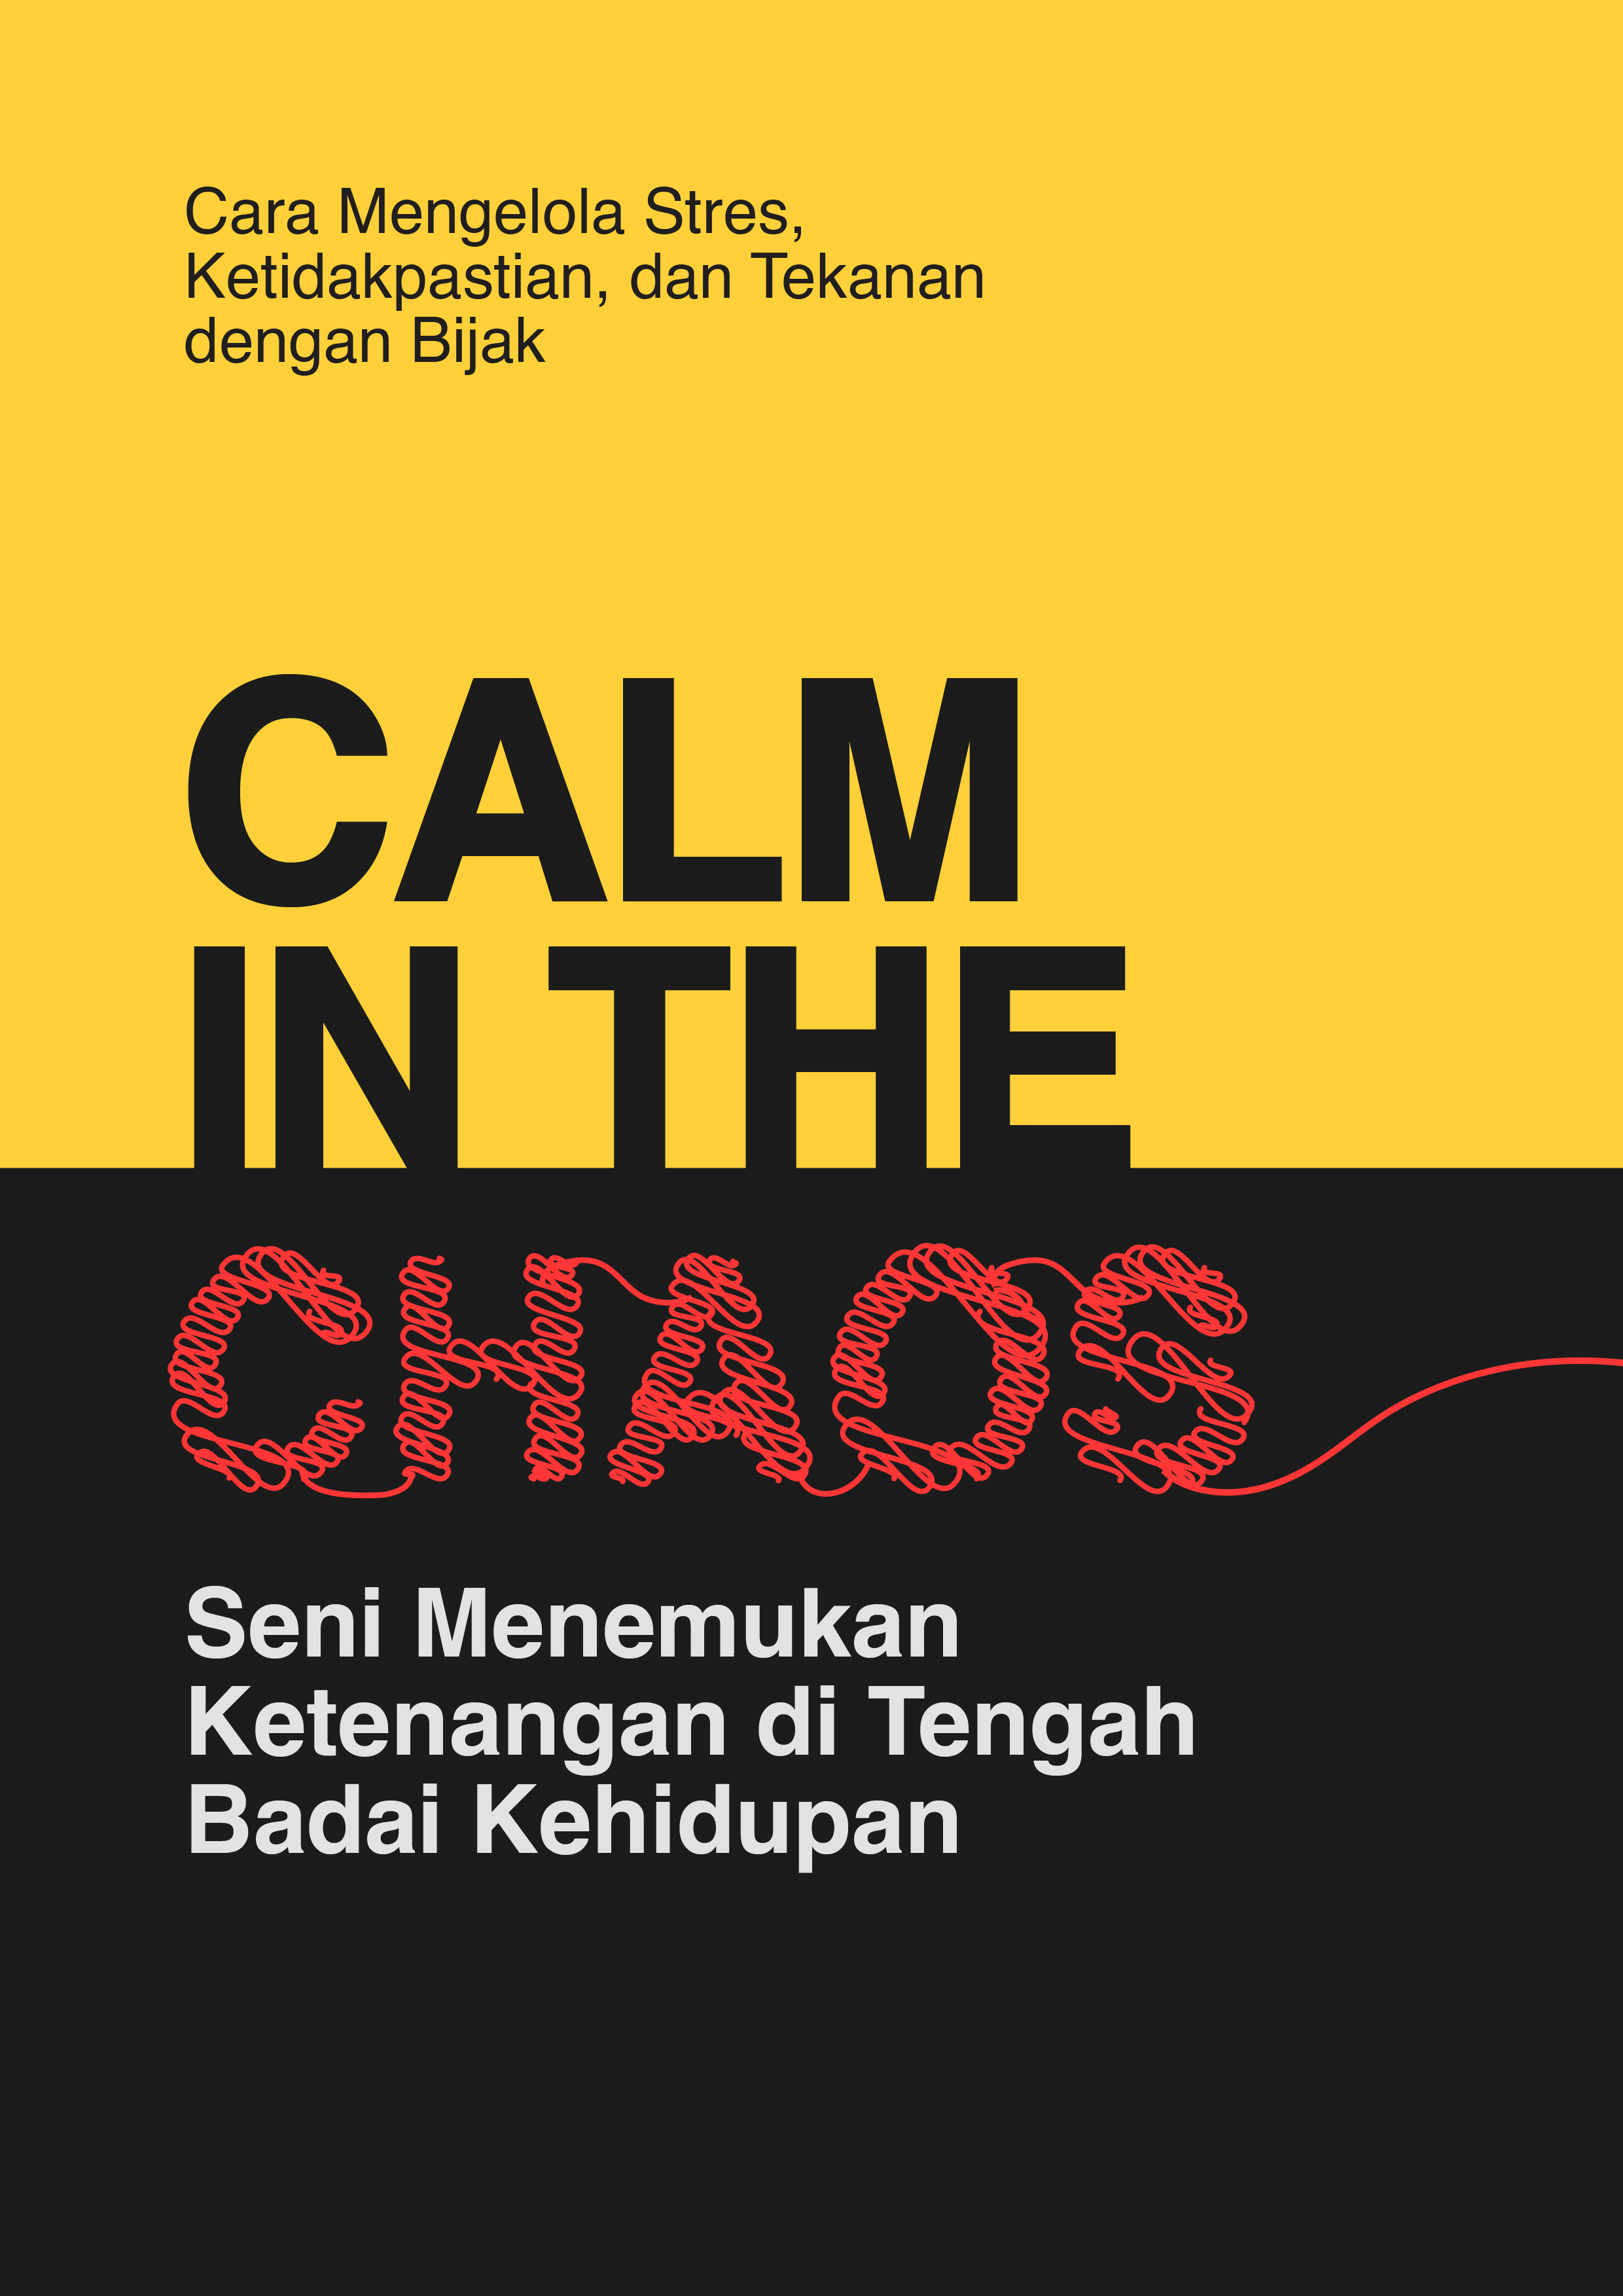 Cara Mengelola Stres,
Ketidakpastian, dan Tekanan
dengan Bijak
CALM
IN THE
CHAOS
Seni Menemukan
Ketenangan di Tengah
Badai Kehidupan